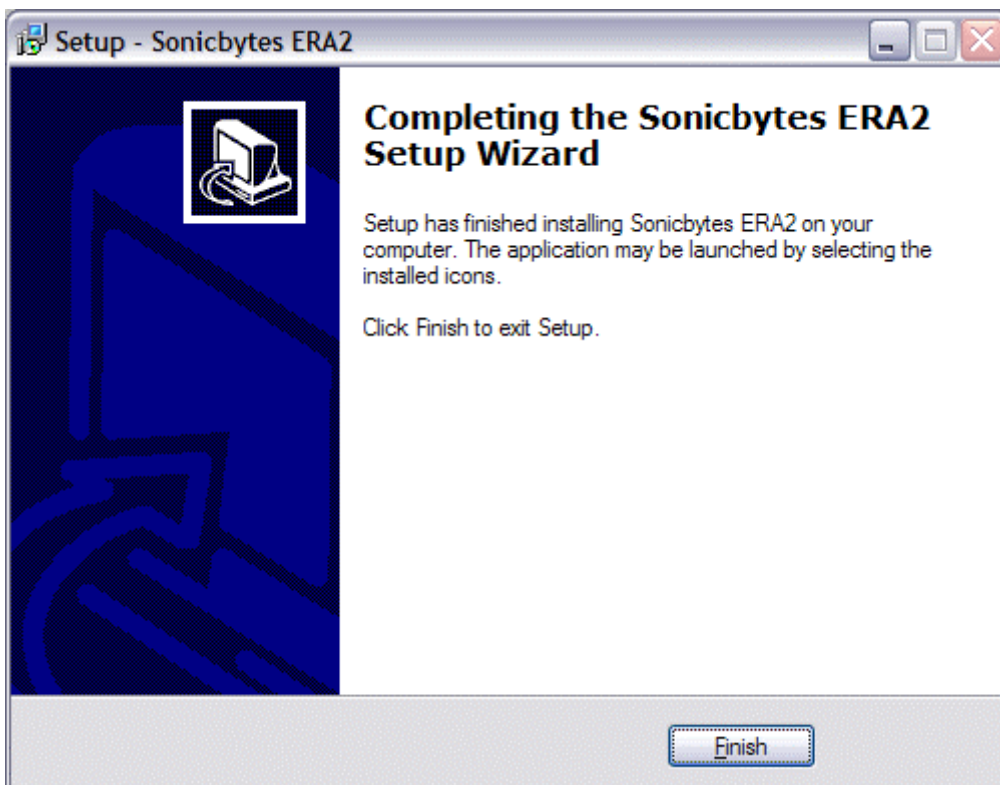 Setup - Sonicbytes ERA2
Completing the Sonicbytes ERA2
Setup Wizard
Setup has finished installing Sonicbytes ERA2 on your
computer. The application may be launched by selecting the
installed icons.
Click Finish to exit Setup.
Finish